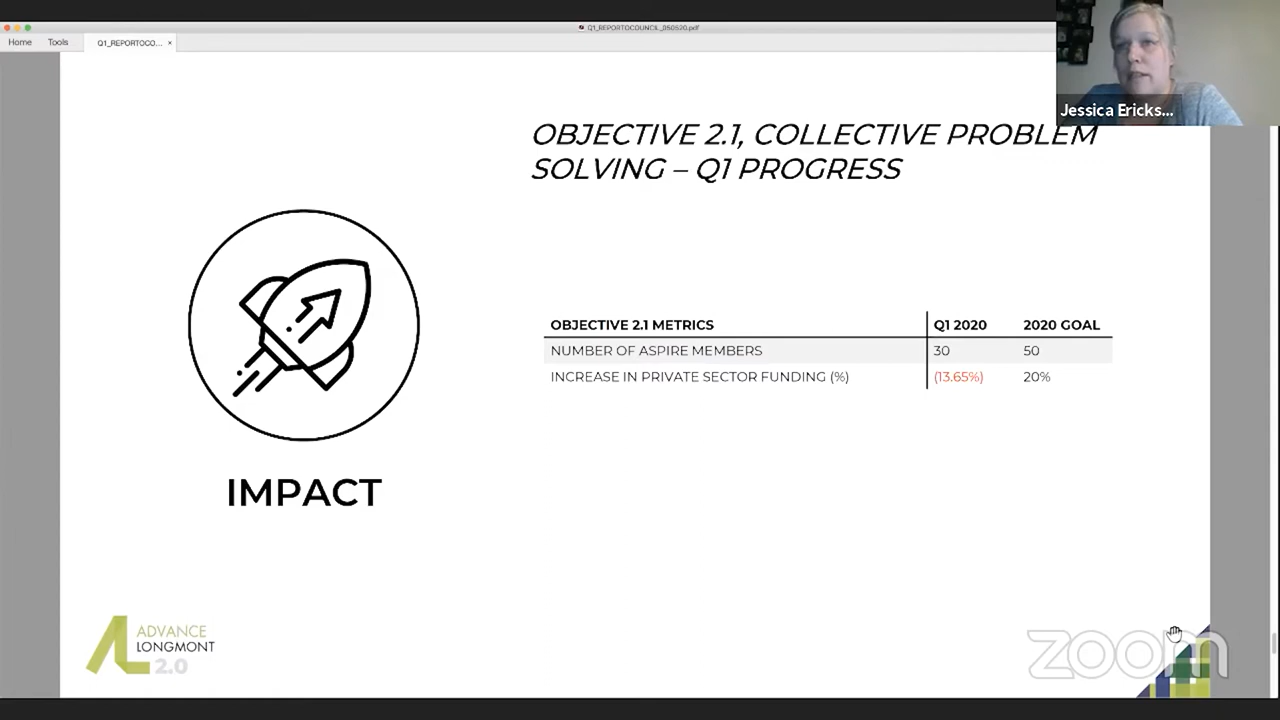 Q1_REPORTOCOUNCIL_050520.pdf
Home Tools Q1_REPORTOCO... ×
Jessica Ericks...
OBJECTIVE 2.1, COLLECTIVE PROBLEM
SOLVING – Q1 PROGRESS
OBJECTIVE 2.1 METRICS Q1 2020 2020 GOAL
NUMBER OF ASPIRE MEMBERS 30 50
INCREASE IN PRIVATE SECTOR FUNDING (%) (13.65%) 20%
IMPACT
ADVANCE
LONGMONT
2.0
zoom